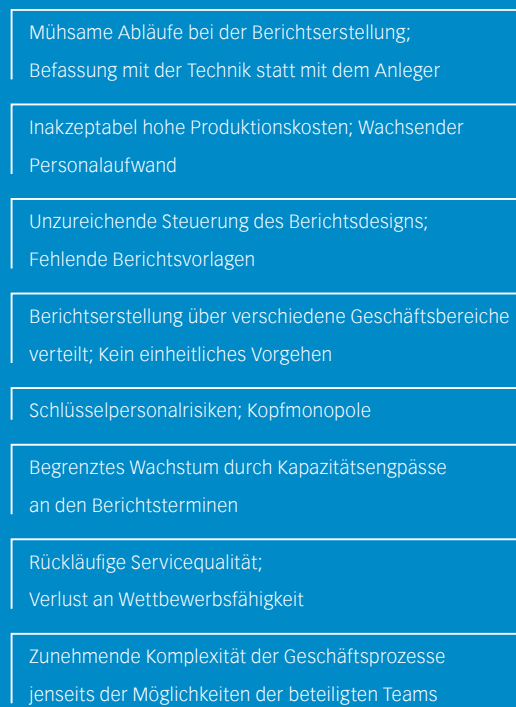 Mühsame Abläufe bei der Berichtserstellung;
Befassung mit der Technik statt mit dem Anleger
Inakzeptabel hohe Produktionskosten; Wachsender
Personalaufwand
Unzureichende Steuerung des Berichtsdesigns;
Fehlende Berichtsvorlagen
Berichtserstellung über verschiedene Geschäftsbereiche
verteilt; Kein einheitliches Vorgehen
Schlüsselpersonalrisiken; Kopfmonopole
Begrenztes Wachstum durch Kapazitätsengpässe
an den Berichtsterminen
Rückläufige Servicequalität;
Verlust an Wettbewerbsfähigkeit
Zunehmende Komplexität der Geschäftsprozesse
jenseits der Möglichkeiten der beteiligten Teams